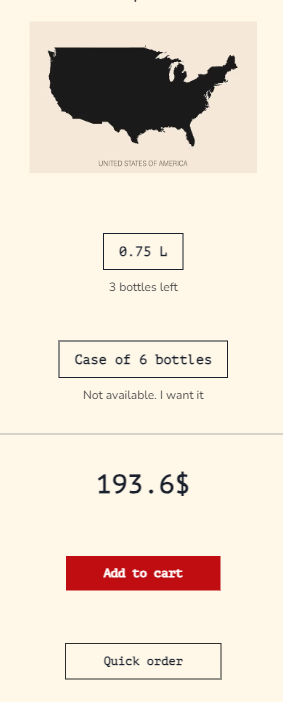 UNITED STATES OF AMERICA
0.75 L
3 bottles left
Case of 6 bottles
Not available. I want it
193.6$
Add to cart
Quick order